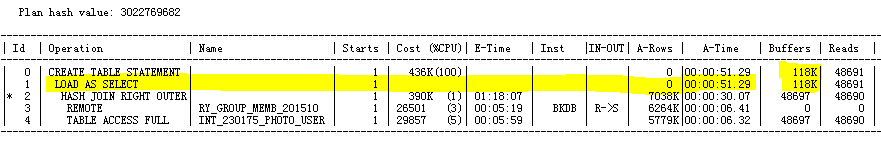 Plan hash value: 3022769682
| Id | Operation | Name | Starts | Cost (%CPU)| E-Time | Inst |IN-OUT| A-Rows | A-Time | Buffers | Reads |
| 0 | CREATE TABLE STATEMENT | | 1 | 436K(100)| | | | 0 |00:00:51.29 | 118K| 48691 |
| 1 | LOAD AS SELECT | | 1 | | | | | 0 |00:00:51.29 | 118K| 48691 |
|* 2 | HASH JOIN RIGHT OUTER | | 1 | 390K (1)| 01:18:07 | | | 7038K|00:00:30.07 | 48697 | 48690 |
| 3 | REMOTE | RY_GROUP_MEMB_201510 | 1 | 26501 (3)| 00:05:19 | BKDB | R->S | 6264K|00:00:06.41 | 0 | 0 |
| 4 | TABLE ACCESS FULL | INT_230175_PHOTO_USER | 1 | 29857 (5)| 00:05:59 | | | 5779K|00:00:06.32 | 48697 | 48690 |